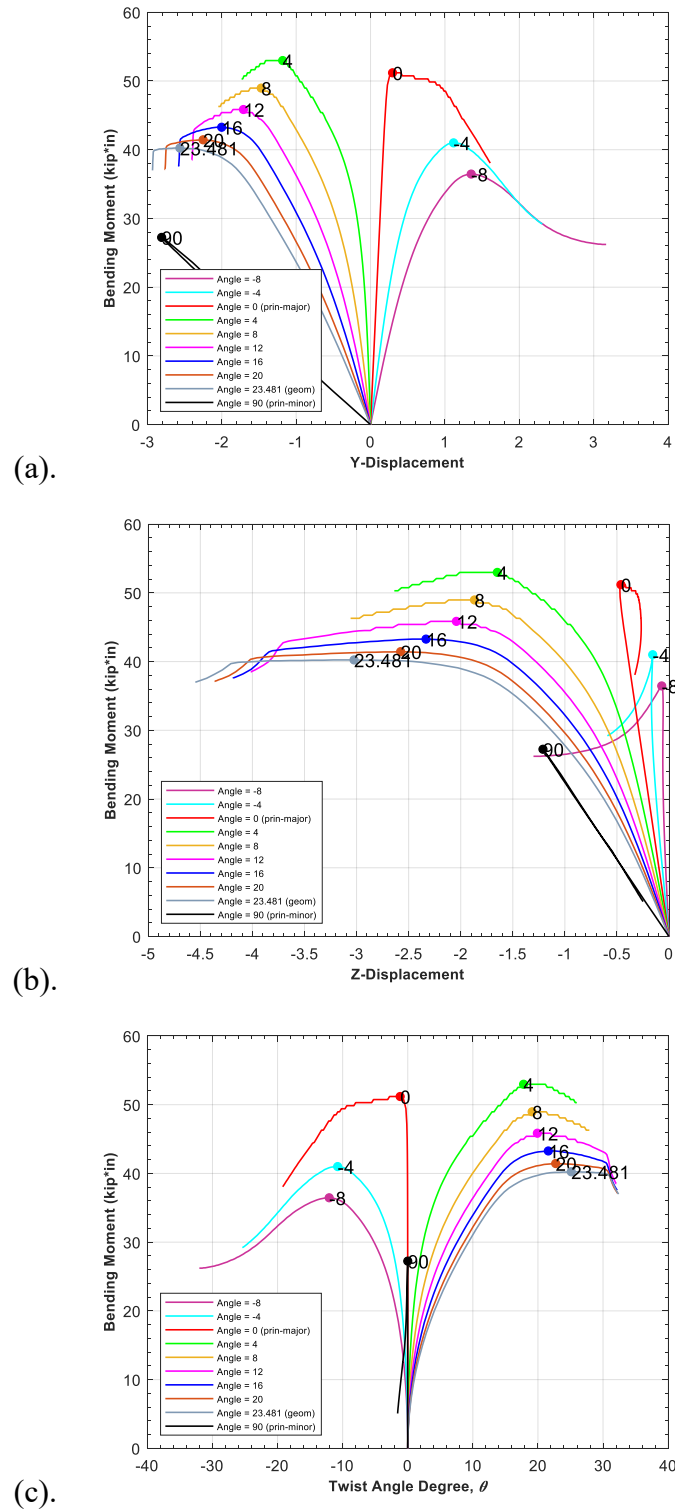 60
50
40
30
20
10
0
Bending Moment (kip*in)
4
0
8
12
16
20
23.481
-4
-8
90
Angle = -8
Angle = -4
Angle = 0 (prin-major)
Angle = 4
Angle = 8
Angle = 12
Angle = 16
Angle = 20
Angle = 23.481 (geom)
Angle = 90 (prin-minor)
-3 -2 -1 0 1 2 3 4
Y-Displacement
(a).
60
50
40
30
20
10
0
Bending Moment (kip*in)
4
0
8
12
16
20
23.481
-4
-8
90
Angle = -8
Angle = -4
Angle = 0 (prin-major)
Angle = 4
Angle = 8
Angle = 12
Angle = 16
Angle = 20
Angle = 23.481 (geom)
Angle = 90 (prin-minor)
-5 -4.5 -4 -3.5 -3 -2.5 -2 -1.5 -1 -0.5 0
Z-Displacement
(b).
60
50
40
30
20
10
0
Bending Moment (kip*in)
4
0
8
12
16
20
23.481
-4
-8
90
Angle = -8
Angle = -4
Angle = 0 (prin-major)
Angle = 4
Angle = 8
Angle = 12
Angle = 16
Angle = 20
Angle = 23.481 (geom)
Angle = 90 (prin-minor)
-40 -30 -20 -10 0 10 20 30 40
Twist Angle Degree, θ
(c).